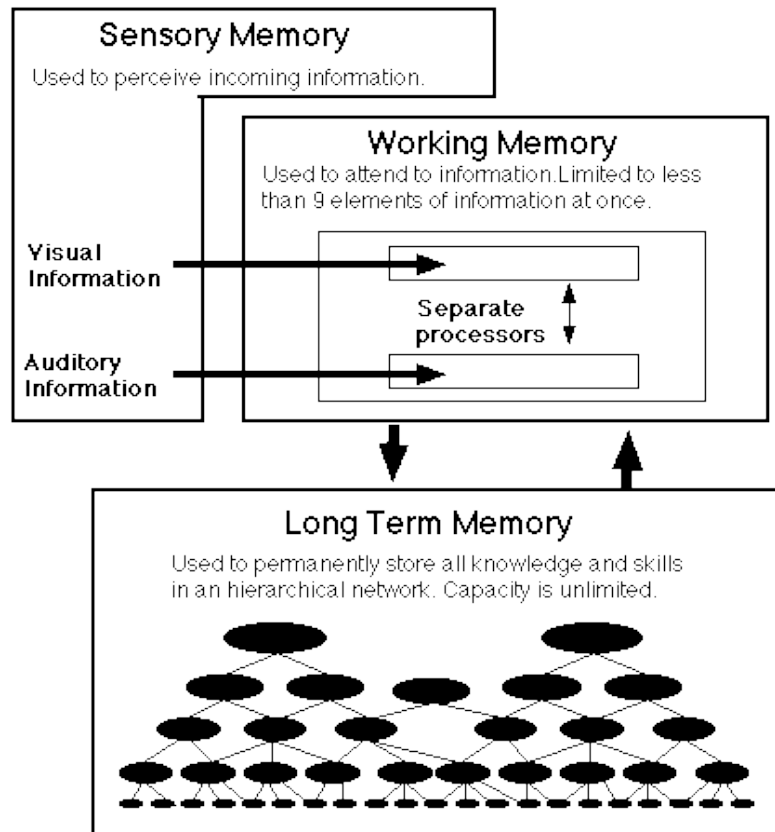 Sensory Memory
Used to perceive incoming information.
Working Memory
Used to attend to information.Limited to less
than 9 elements of information at once.
Visual
Information
Separate
processors
Auditory
Information
Long Term Memory
Used to permanently store all knowledge and skills
in an hierarchical network. Capacity is unlimited.